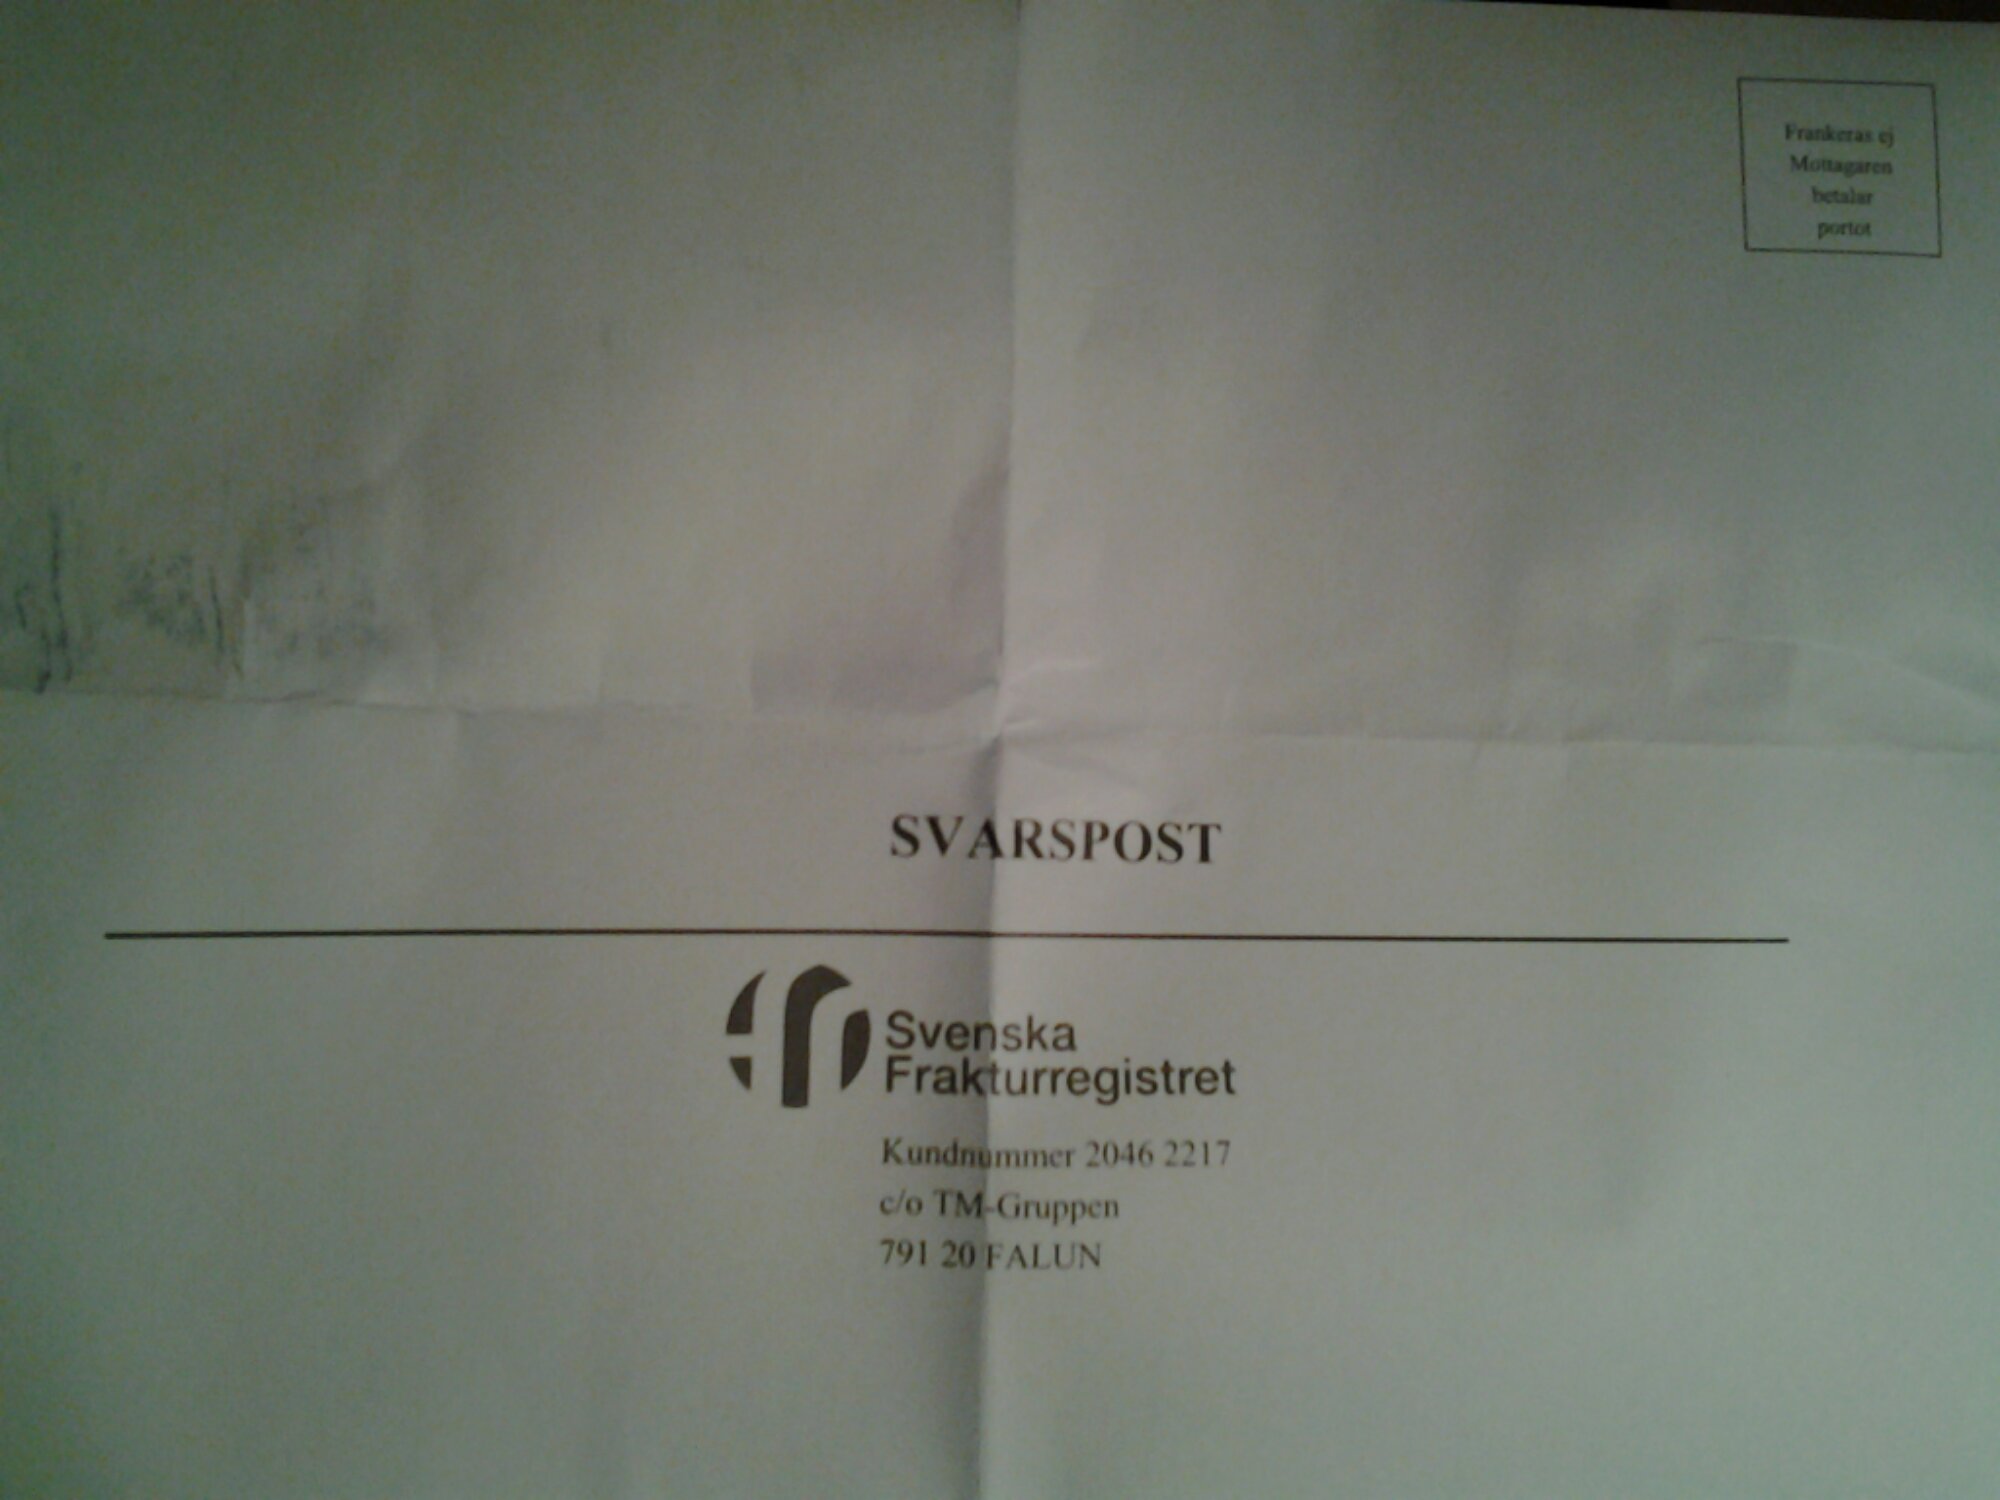 Frankeras ej
Mottagaren
betalar
portot
SVARSPOST
Svenska
Frakturregistret
Kundnummer 2046 2217
c/o TM-Gruppen
791 20 FALUN